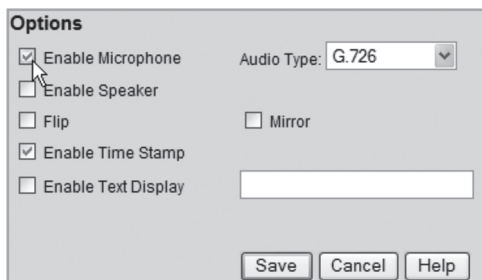 Options
Enable Microphone Audio Type: G.726
Enable Speaker
Flip Mirror
Enable Time Stamp
Enable Text Display
Save Cancel Help